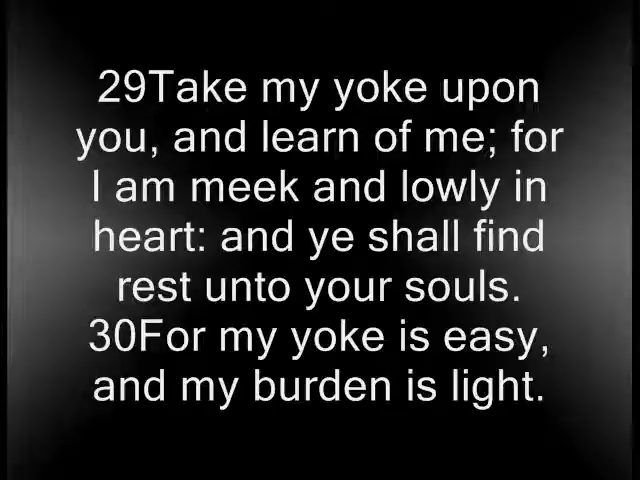 29Take my yoke upon
you, and learn of me; for
I am meek and lowly in
heart: and ye shall find
rest unto your souls.
30For my yoke is easy,
and my burden is light.